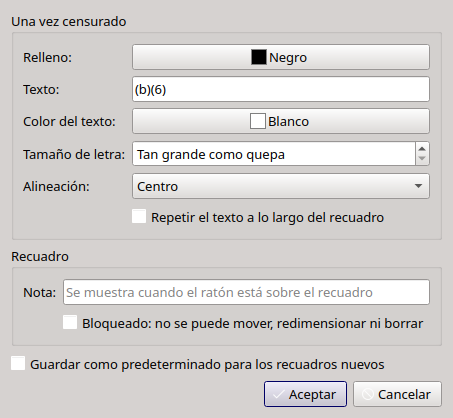 Una vez censurado
Relleno: Negro
Texto: (b)(6)
Color del texto: Blanco
Tamaño de letra: Tan grande como quepa
Alineación: Centro
Repetir el texto a lo largo del recuadro
Recuadro
Nota: Se muestra cuando el ratón está sobre el recuadro
Bloqueado: no se puede mover, redimensionar ni borrar
Guardar como predeterminado para los recuadros nuevos
Aceptar Cancelar